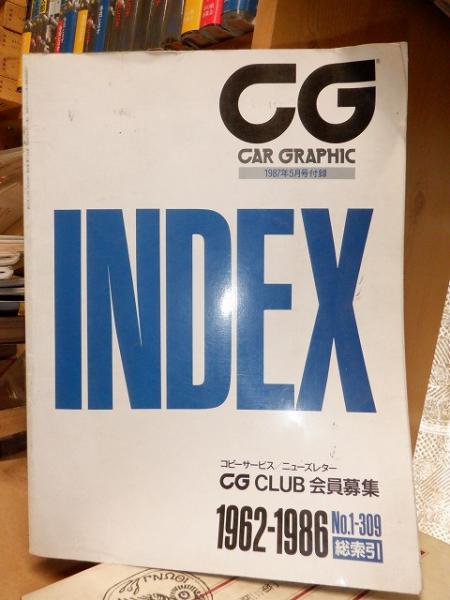 CG
CAR GRAPHIC
1987年5月号付録
INDEX
コピーサービス/ニューズレター
CG CLUB 会員募集
1962-1986 No.1-309
総索引